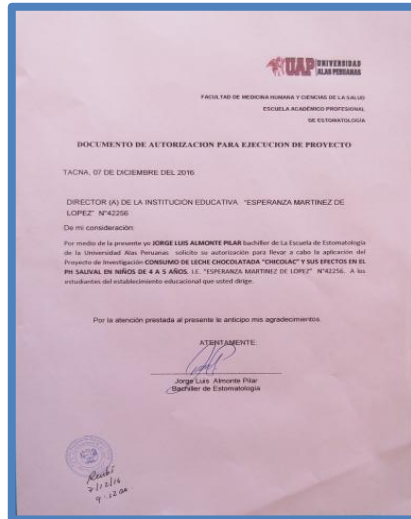 UAP UNIVERSIDAD
ALAS PERUANAS
FACULTAD DE MEDICINA HUMANA Y CIENCIAS DE LA SALUD
ESCUELA ACADÉMICO PROFESIONAL
DE ESTOMATOLOGÍA
DOCUMENTO DE AUTORIZACION PARA EJECUCION DE PROYECTO
TACNA, 07 DE DICIEMBRE DEL 2016
DIRECTOR (A) DE LA INSTITUCIÓN EDUCATIVA "ESPERANZA MARTINEZ DE
LOPEZ" N°42256
De mi consideración:
Por medio de la presente yo JORGE LUIS ALMONTE PILAR bachiller de La Escuela de Estomatología
de la Universidad Alas Peruanas solicito su autorización para llevar a cabo la aplicación del
Proyecto de Investigación CONSUMO DE LECHE CHOCOLATADA "CHICOLAC" Y SUS EFECTOS EN EL
PH SALIVAL EN NIÑOS DE 4 A 5 AÑOS. I.E. "ESPERANZA MARTINEZ DE LOPEZ" N°42256. A los
estudiantes del establecimiento educacional que usted dirige.
Por la atención prestada al presente le anticipo mis agradecimientos.
ATENTAMENTE:
Jorge Luis Almonte Pilar
Bachiller de Estomatología
Recibí
7/12/16